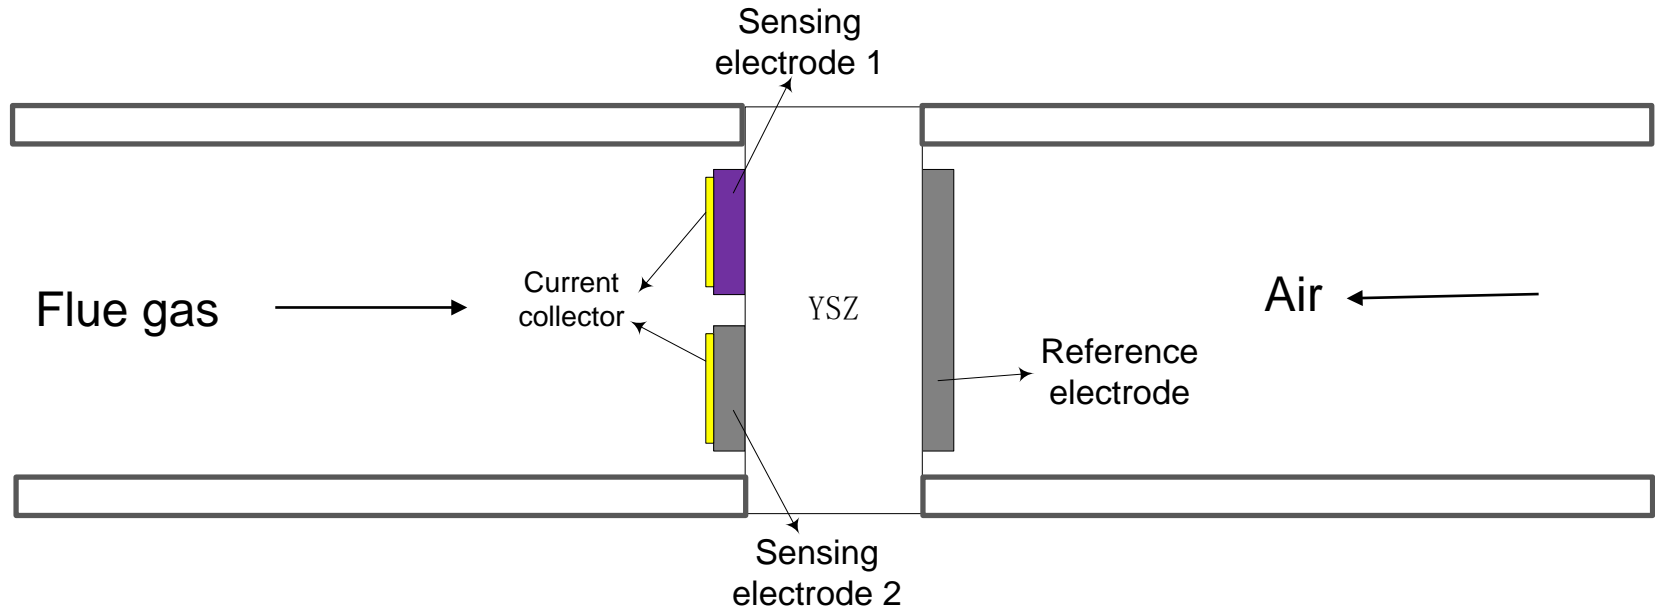 Sensing
electrode 1
Flue gas
Current
collector
YSZ
Air
Reference
electrode
Sensing
electrode 2